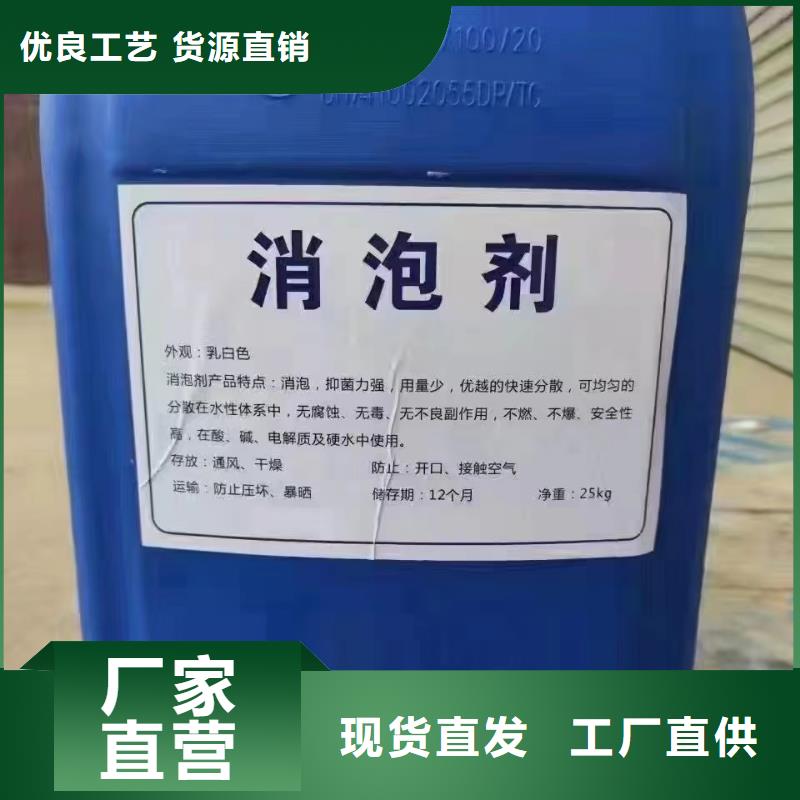 优良工艺 货源直销
100/20
002055DP/TC
消泡剂
外观：乳白色
消泡剂产品特点：消泡，抑菌力强，用量少，优越的快速分散，可均匀的
分散在水性体系中，无腐蚀、无毒、无不良副作用，不燃、不爆、安全性
高，在酸、碱、电解质及硬水中使用。
存放：通风、干燥 防止：开口、接触空气
运输：防止压坏、暴晒 储存期：12个月 净重：25kg
厂家
直营
现货直发 工厂直供